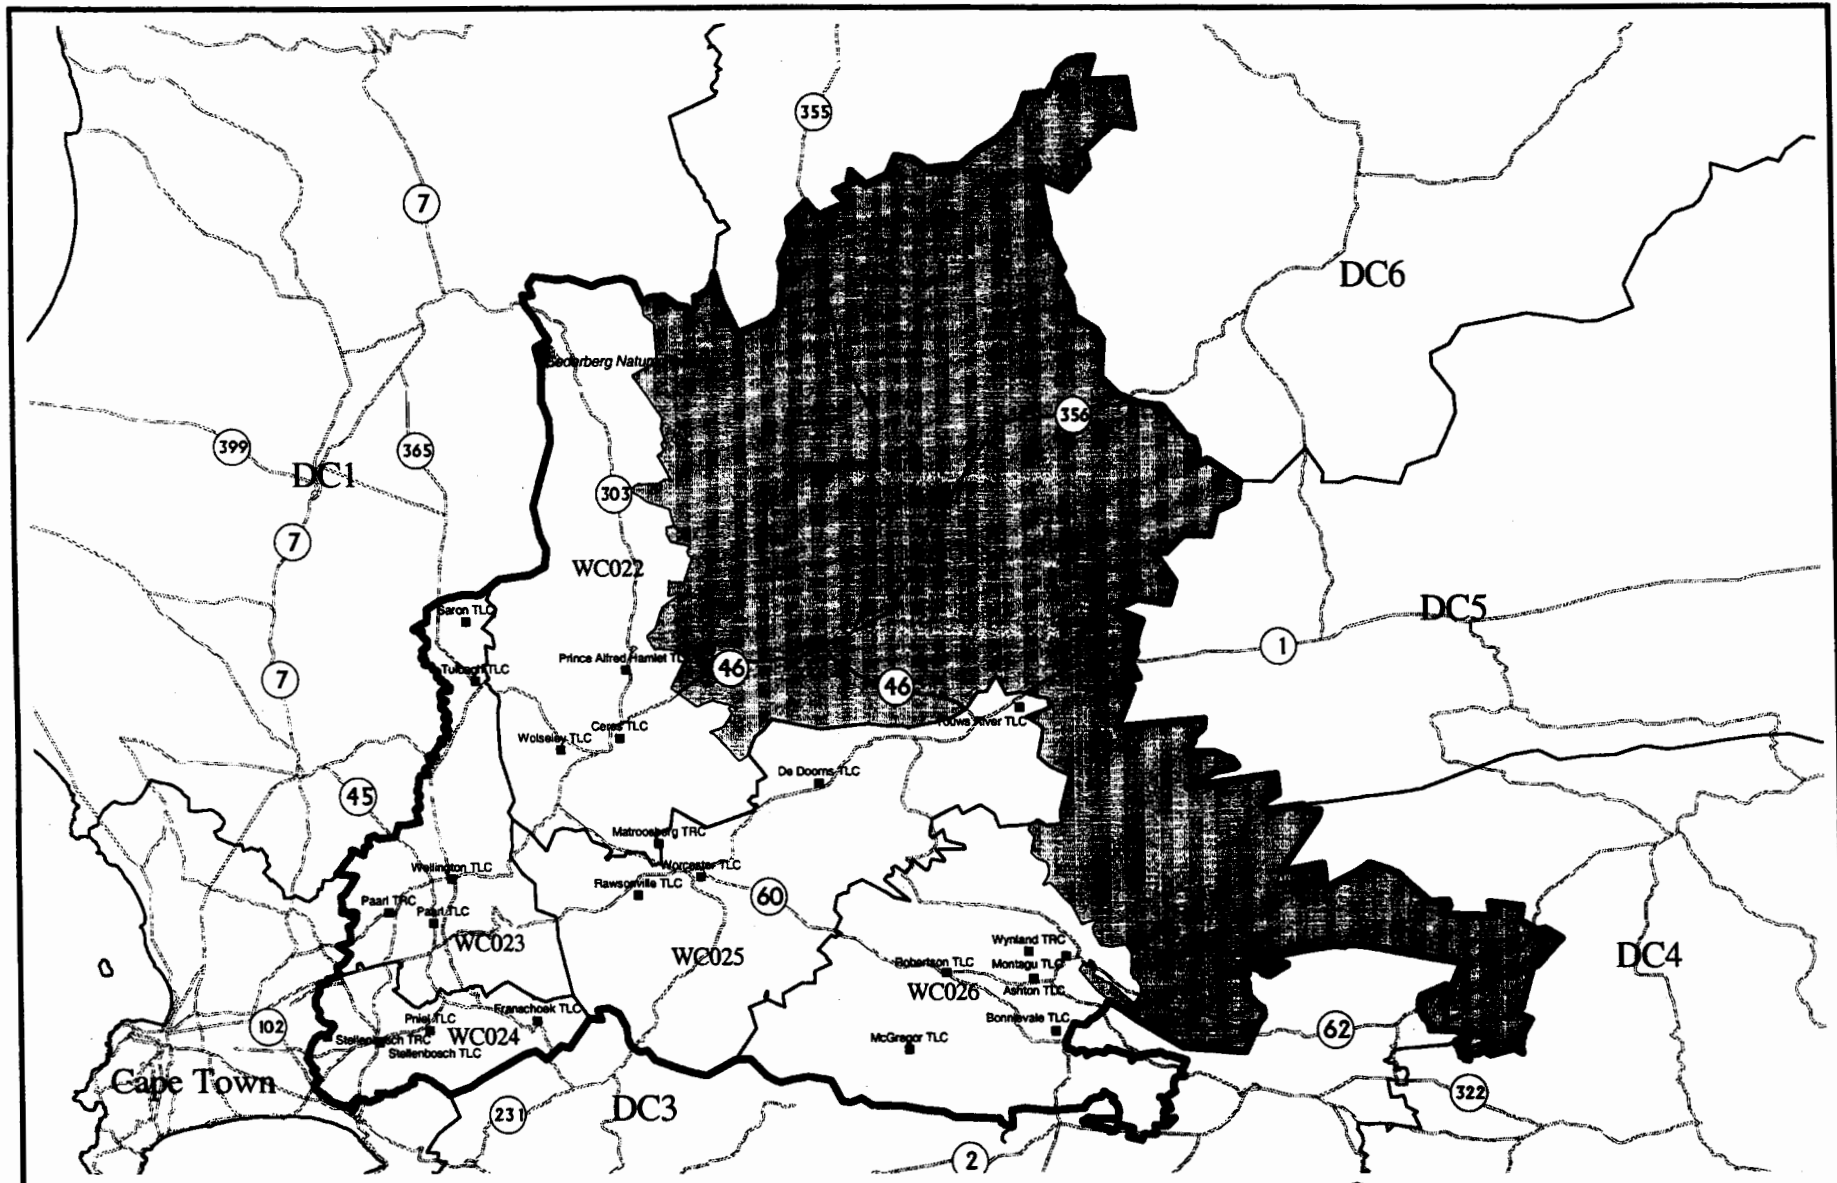 355
7
DC6
Cederberg Natur
356
399
365
DC1
303
7
WC022
DC5
Saron TLC
1
Prince Alfred Hamlet TL
46
Tulbagh TLC
7
46
Touws River TLC
Ceres TLC
Wolseley TLC
De Doorns TLC
45
Matroosberg TRC
Worcester TLC
Wellington TLC
Rawsonville TLC
60
Paarl TRC
Paarl TLC
WC023
Wynland TRC
WC025
DC4
Robertson TLC
Montagu TLC
WC026
Ashton TLC
Franschoek TLC
Pniel TLC
102
Bonnievale TLC
62
WC024
Stellenbosch TRC
McGregor TLC
Stellenbosch TLC
Cape Town
322
DC3
231
2